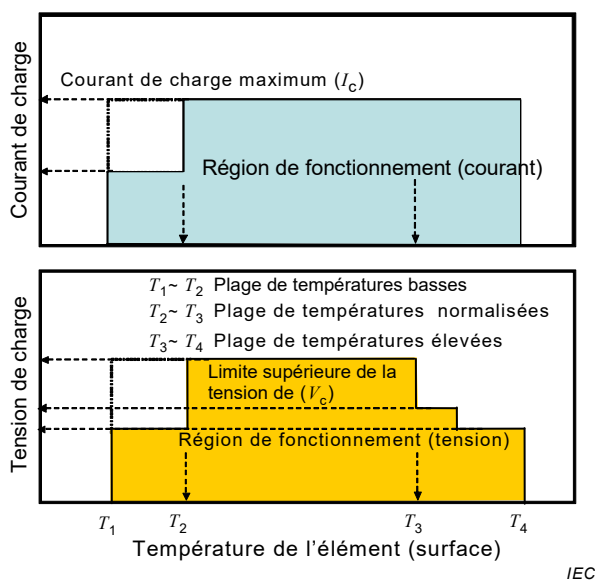 Courant de charge
Courant de charge maximum (Ic)
Région de fonctionnement (courant)
Tension de charge
T1~ T2 Plage de températures basses
T2~ T3 Plage de températures normalisées
T3~ T4 Plage de températures élevées
Limite supérieure de la
tension de (Vc)
Région de fonctionnement (tension)
T1 T2 T3 T4
Température de l'élément (surface)
IEC